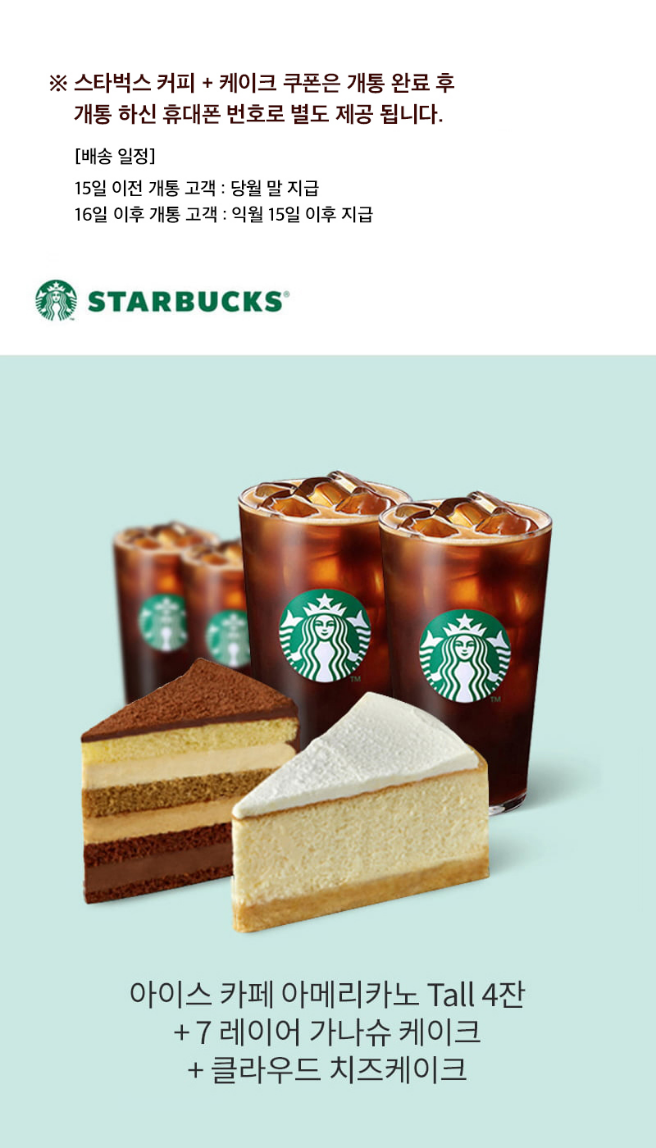 ※ 스타벅스 커피 + 케이크 쿠폰은 개통 완료 후
개통 하신 휴대폰 번호로 별도 제공 됩니다.
[배송 일정]
15일 이전 개통 고객 : 당월 말 지급
16일 이후 개통 고객 : 익월 15일 이후 지급
STARBUCKS®
TM
TM
아이스 카페 아메리카노 Tall 4잔
+ 7 레이어 가나슈 케이크
+ 클라우드 치즈케이크